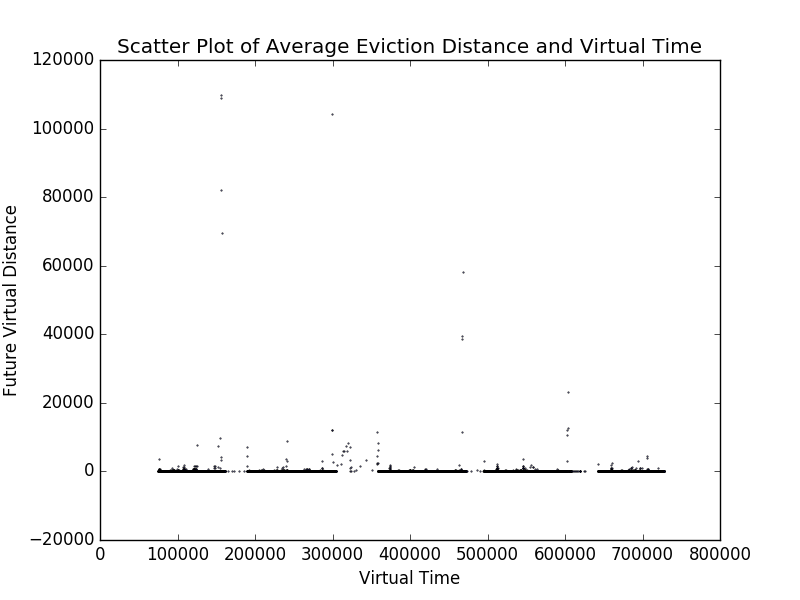 Scatter Plot of Average Eviction Distance and Virtual Time
120000
100000
80000
60000
40000
20000
0
−20000
Future Virtual Distance
0 100000 200000 300000 400000 500000 600000 700000 800000
Virtual Time